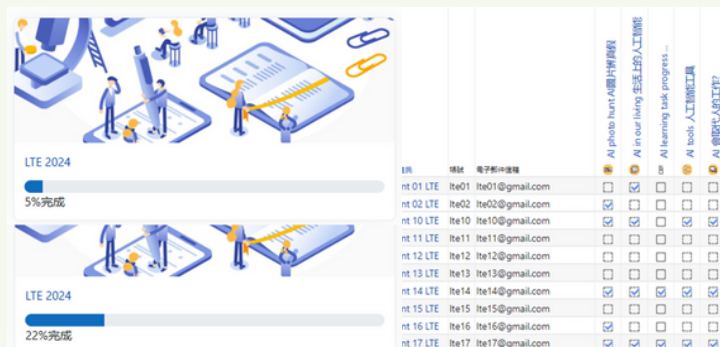 LTE 2024
5%完成
LTE 2024
22%完成
AI photo hunt AI圖片
AI in our living 生活上的人工智能
AI learning task progress ...
AI tools 人工智能工具
AI 會取代人的工作?
帳號 電子郵件信箱
nt 01 LTE lte01 lte01@gmail.com
nt 02 LTE lte02 lte02@gmail.com
nt 10 LTE lte10 lte10@gmail.com
nt 11 LTE lte11 lte11@gmail.com
nt 12 LTE lte12 lte12@gmail.com
nt 13 LTE lte13 lte13@gmail.com
nt 14 LTE lte14 lte14@gmail.com
nt 15 LTE lte15 lte15@gmail.com
nt 16 LTE lte16 lte16@gmail.com
nt 17 LTE lte17 lte17@gmail.com